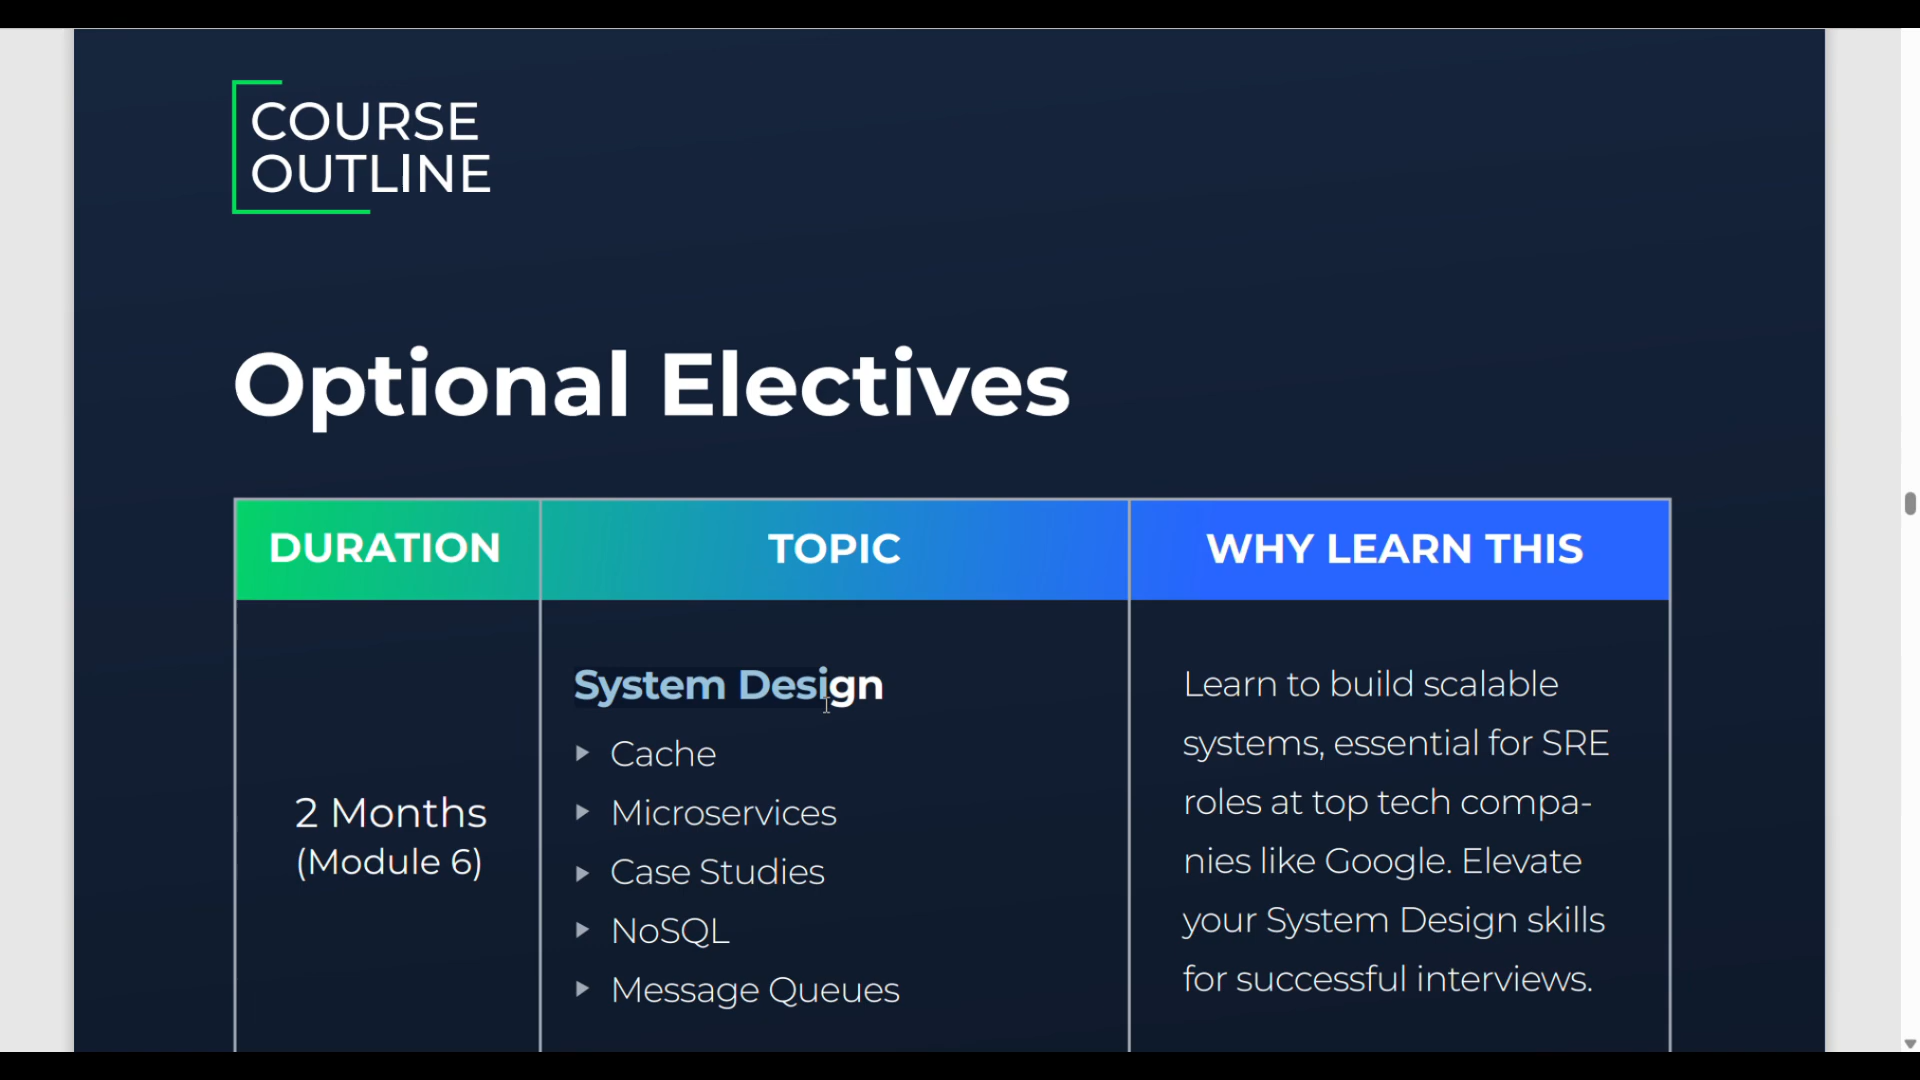 COURSE
OUTLINE
Optional Electives
DURATION
TOPIC
WHY LEARN THIS
2 Months
(Module 6)
System Design
Cache
Microservices
Case Studies
NoSQL
Message Queues
Learn to build scalable
systems, essential for SRE
roles at top tech compa-
nies like Google. Elevate
your System Design skills
for successful interviews.